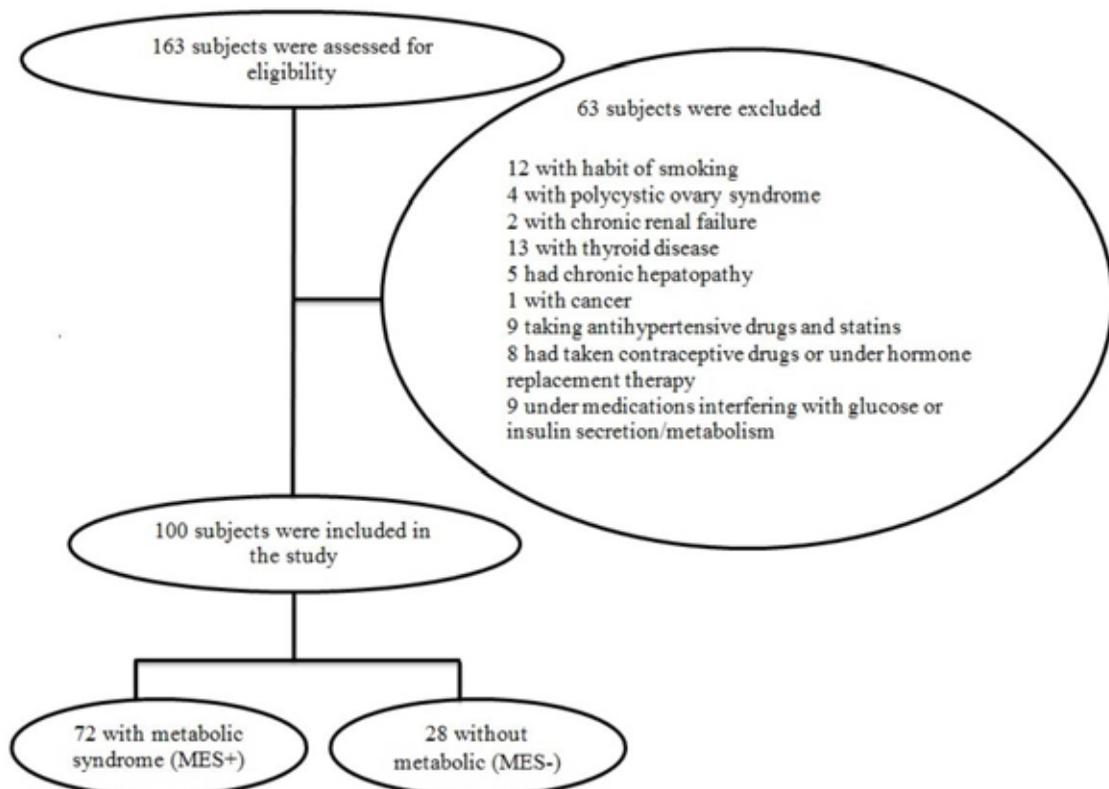 163 subjects were assessed for
eligibility
63 subjects were excluded
12 with habit of smoking
4 with polycystic ovary syndrome
2 with chronic renal failure
13 with thyroid disease
5 had chronic hepatopathy
1 with cancer
9 taking antihypertensive drugs and statins
8 had taken contraceptive drugs or under hormone
replacement therapy
9 under medications interfering with glucose or
insulin secretion/metabolism
100 subjects were included in
the study
72 with metabolic
syndrome (MES+)
28 without
metabolic (MES-)